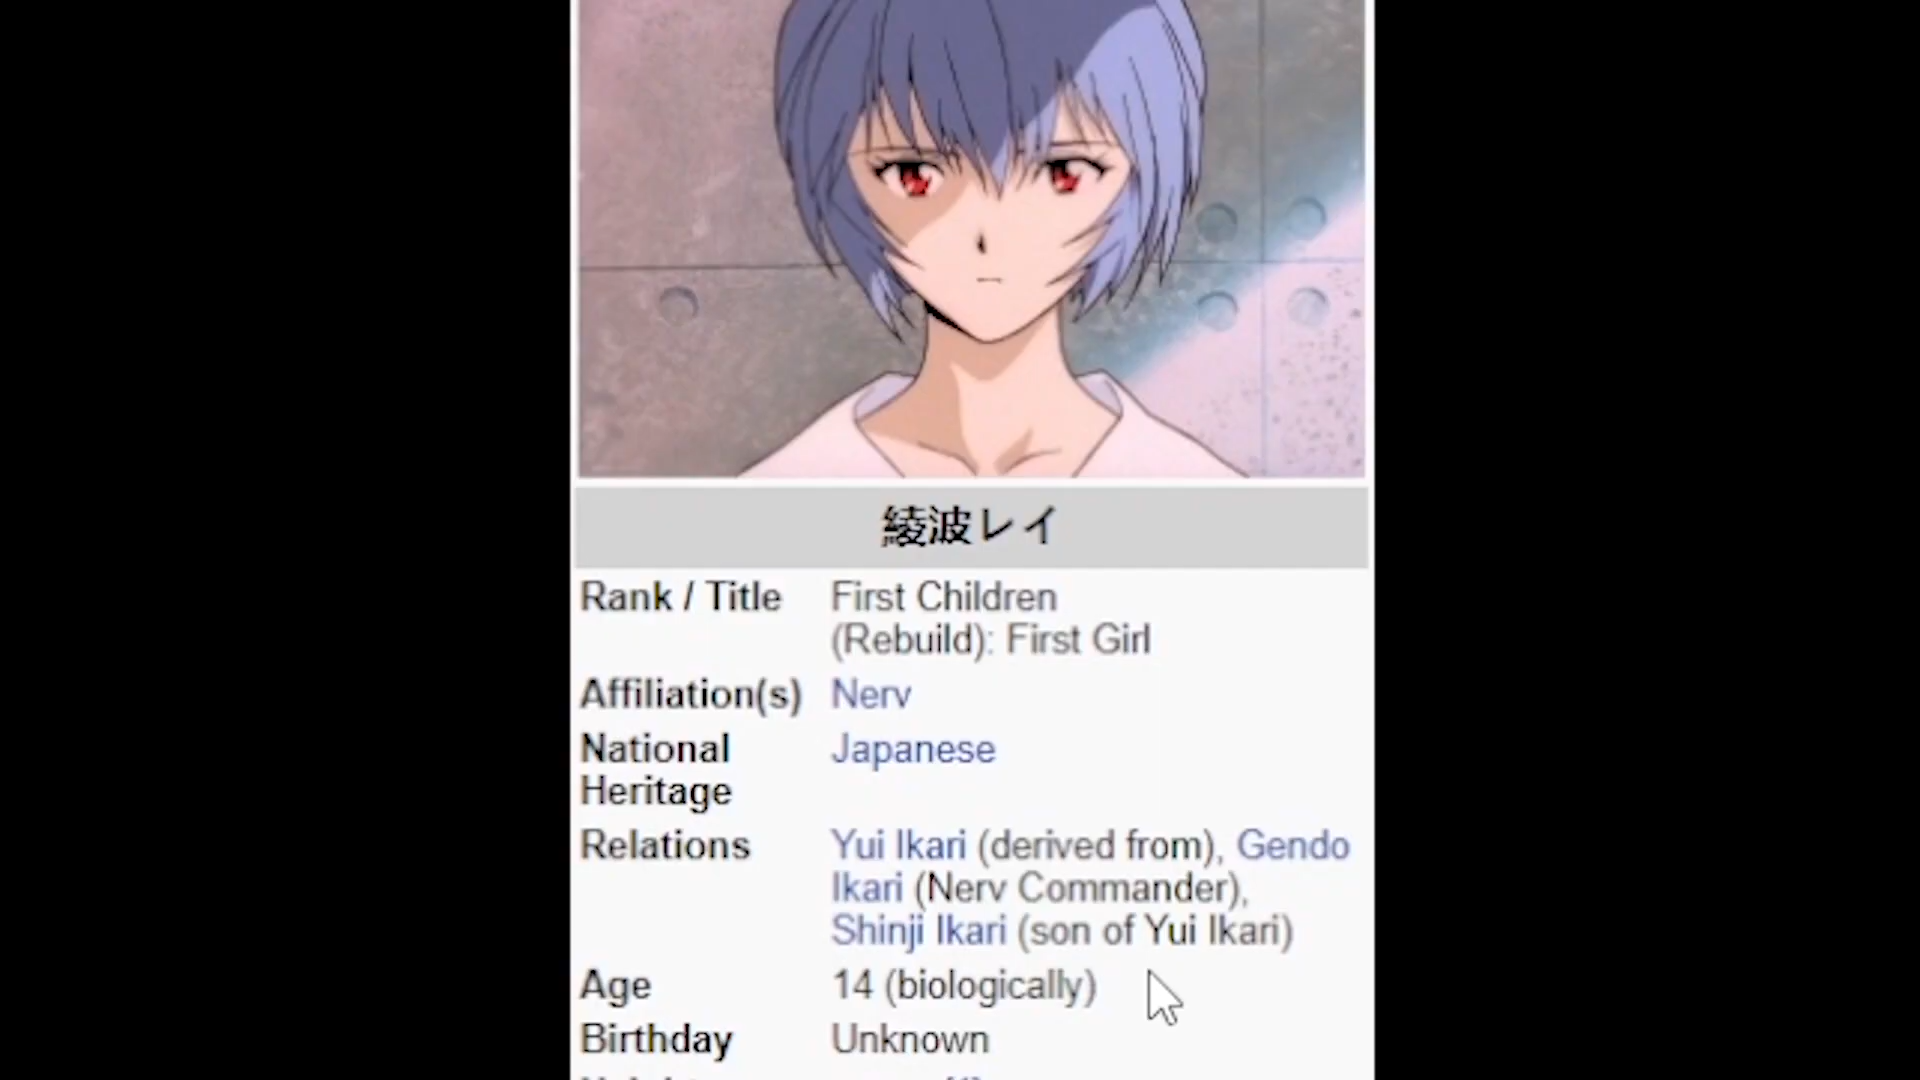 綾波レイ
Rank / Title First Children
(Rebuild): First Girl
Affiliation(s) Nerv
National Japanese
Heritage
Relations Yui Ikari (derived from), Gendo
Ikari (Nerv Commander),
Shinji Ikari (son of Yui Ikari)
Age 14 (biologically)
Birthday Unknown